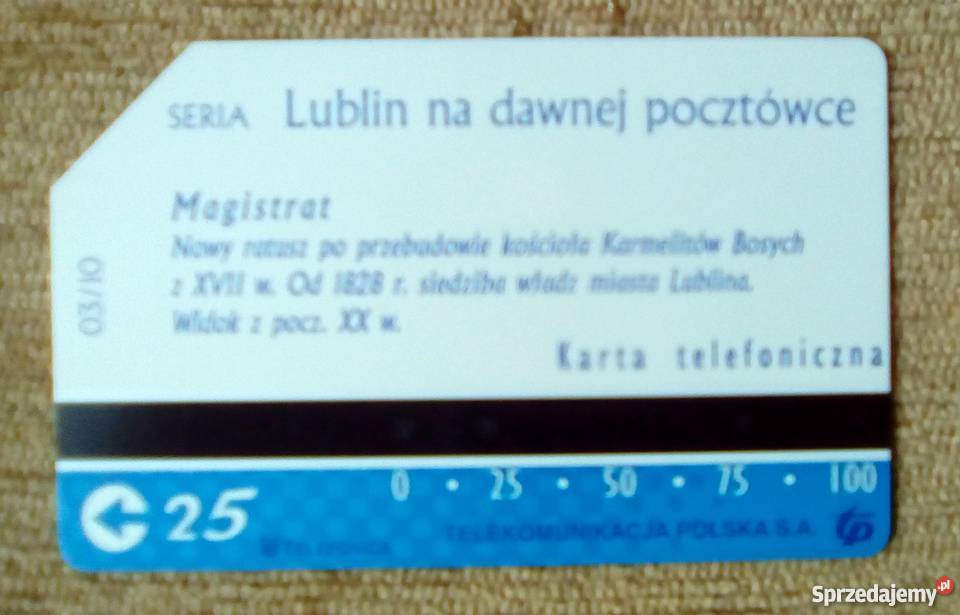 SERIA Lublin na dawnej pocztówce
Magistrat
Nowy ratusz po przebudowie kościoła Karmelitów Bosych
z XVII w. Od 1828 r. siedziba władz miasta Lublina.
Widok z pocz. XX w.
03/10
Karta telefoniczna
0 • 25 • 50 • 75 • 100
25
TELEKOMUNIKACJA POLSKA S.A.
tp
Sprzedajemy.pl